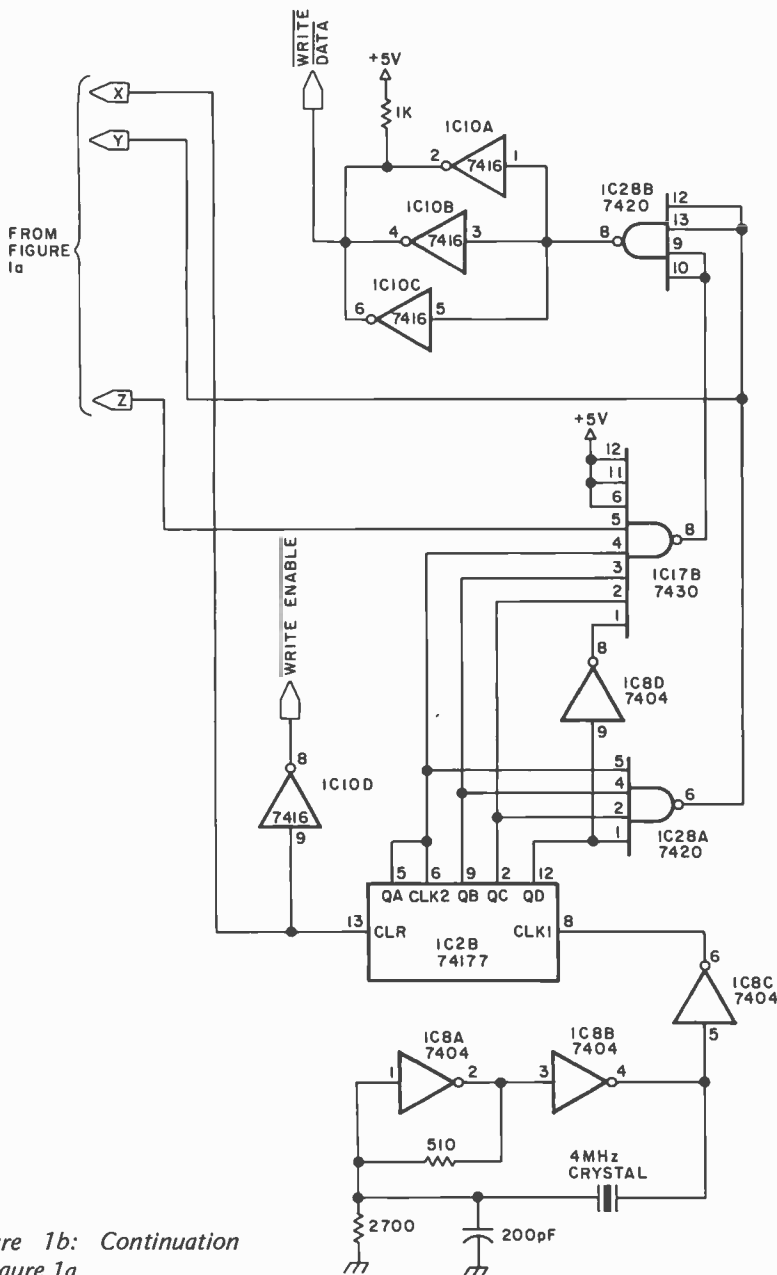 WRITE
DATA
+5V
X
1K
IC10A
2
7416
1
Y
IC28B
7420
12
13
9
10
8
IC10B
4
7416
3
FROM
FIGURE
1a
IC10C
6
7416
5
Z
+5V
12
11
6
5
4
3
2
1
8
IC17B
7430
WRITE ENABLE
8
IC8D
7404
9
8
IC10D
7416
9
5
4
2
1
6
IC28A
7420
5
6
9
2
12
QA
CLK2
QB
QC
QD
13
CLR
CLK1
8
IC2B
74177
6
IC8C
7404
5
IC8A
7404
1
2
IC8B
7404
3
4
510
4MHz
CRYSTAL
2700
200pF
re 1b: Continuation
igure 1a